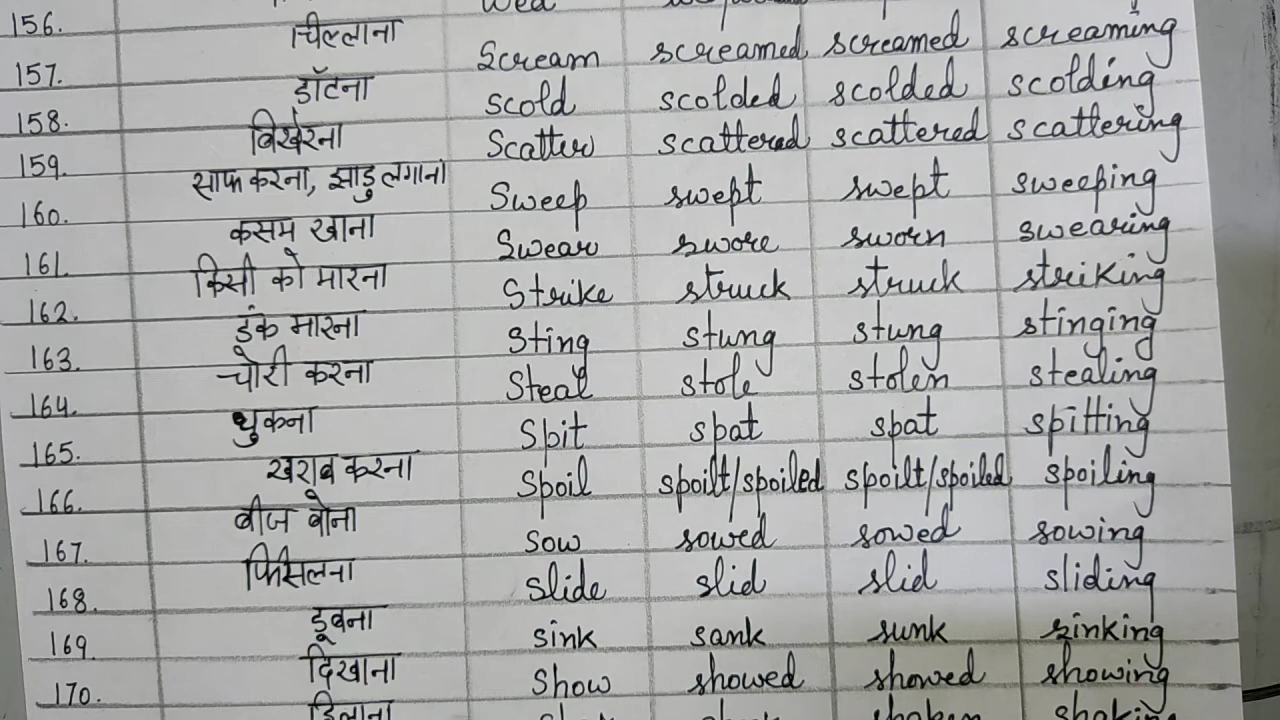 156. Wed
157. चिल्लाना Scream screamed screamed screaming
158. डॉटना scold scolded scolded scolding
159. बिखेरना Scatter scattered scattered scattering
160. साफ करना, झाडु लगाना Sweep swept swept sweeping
161. कसम खाना Swear swore sworn swearing
162. किसी को मारना Strike struck struck striking
163. डंक मारना Sting stung stung stinging
164. चोरी करना Steal stole stolen stealing
165. थुकना Spit spat spat spitting
166. खराब करना Spoil spoilt/spoiled spoilt/spoiled spoiling
167. बीज बोना Sow sowed sowed sowing
168. फिसलना Slide slid slid sliding
169. डूबना sink sank sunk sinking
170. दिखाना Show showed showed showing
हिलाना shaken shaking